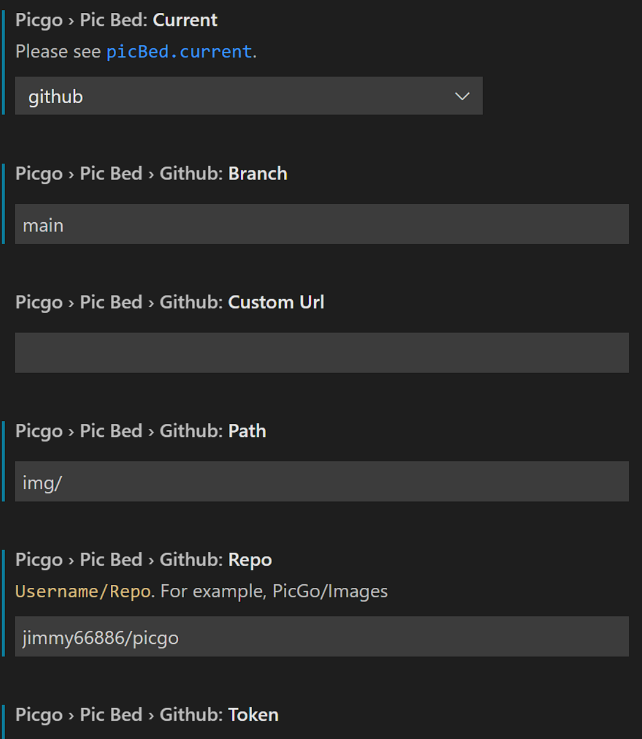 Picgo › Pic Bed: Current
Please see picBed.current.
github
Picgo › Pic Bed › Github: Branch
main
Picgo › Pic Bed › Github: Custom Url
Picgo › Pic Bed › Github: Path
img/
Picgo › Pic Bed › Github: Repo
Username/Repo. For example, PicGo/Images
jimmy66886/picgo
Picgo › Pic Bed › Github: Token